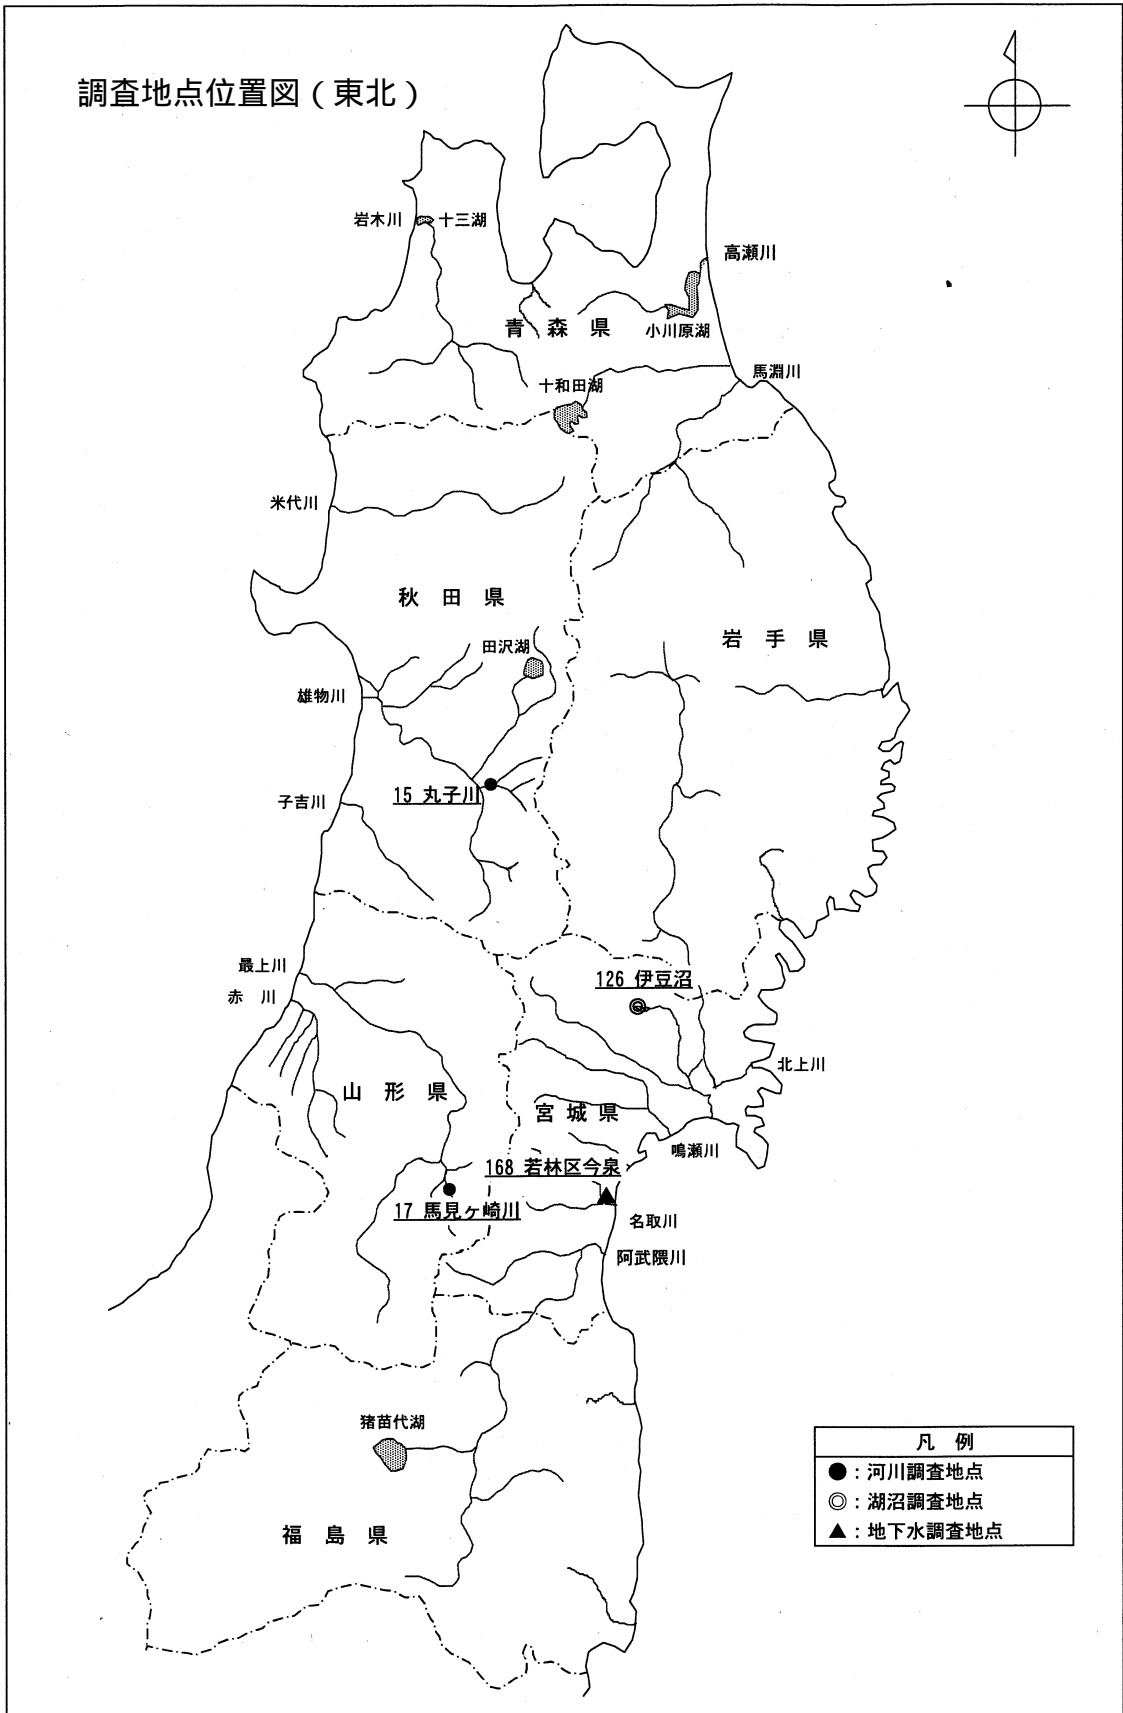 調査地点位置図（東北）
岩木川
十三湖
高瀬川
青森県
小川原湖
馬淵川
十和田湖
米代川
秋田県
岩手県
田沢湖
雄物川
15 丸子川
子吉川
最上川
赤川
126 伊豆沼
北上川
山形県
宮城県
鳴瀬川
168 若林区今泉
17 馬見ヶ崎川
名取川
阿武隈川
猪苗代湖
福島県
凡例
●：河川調査地点
◎：湖沼調査地点
▲：地下水調査地点